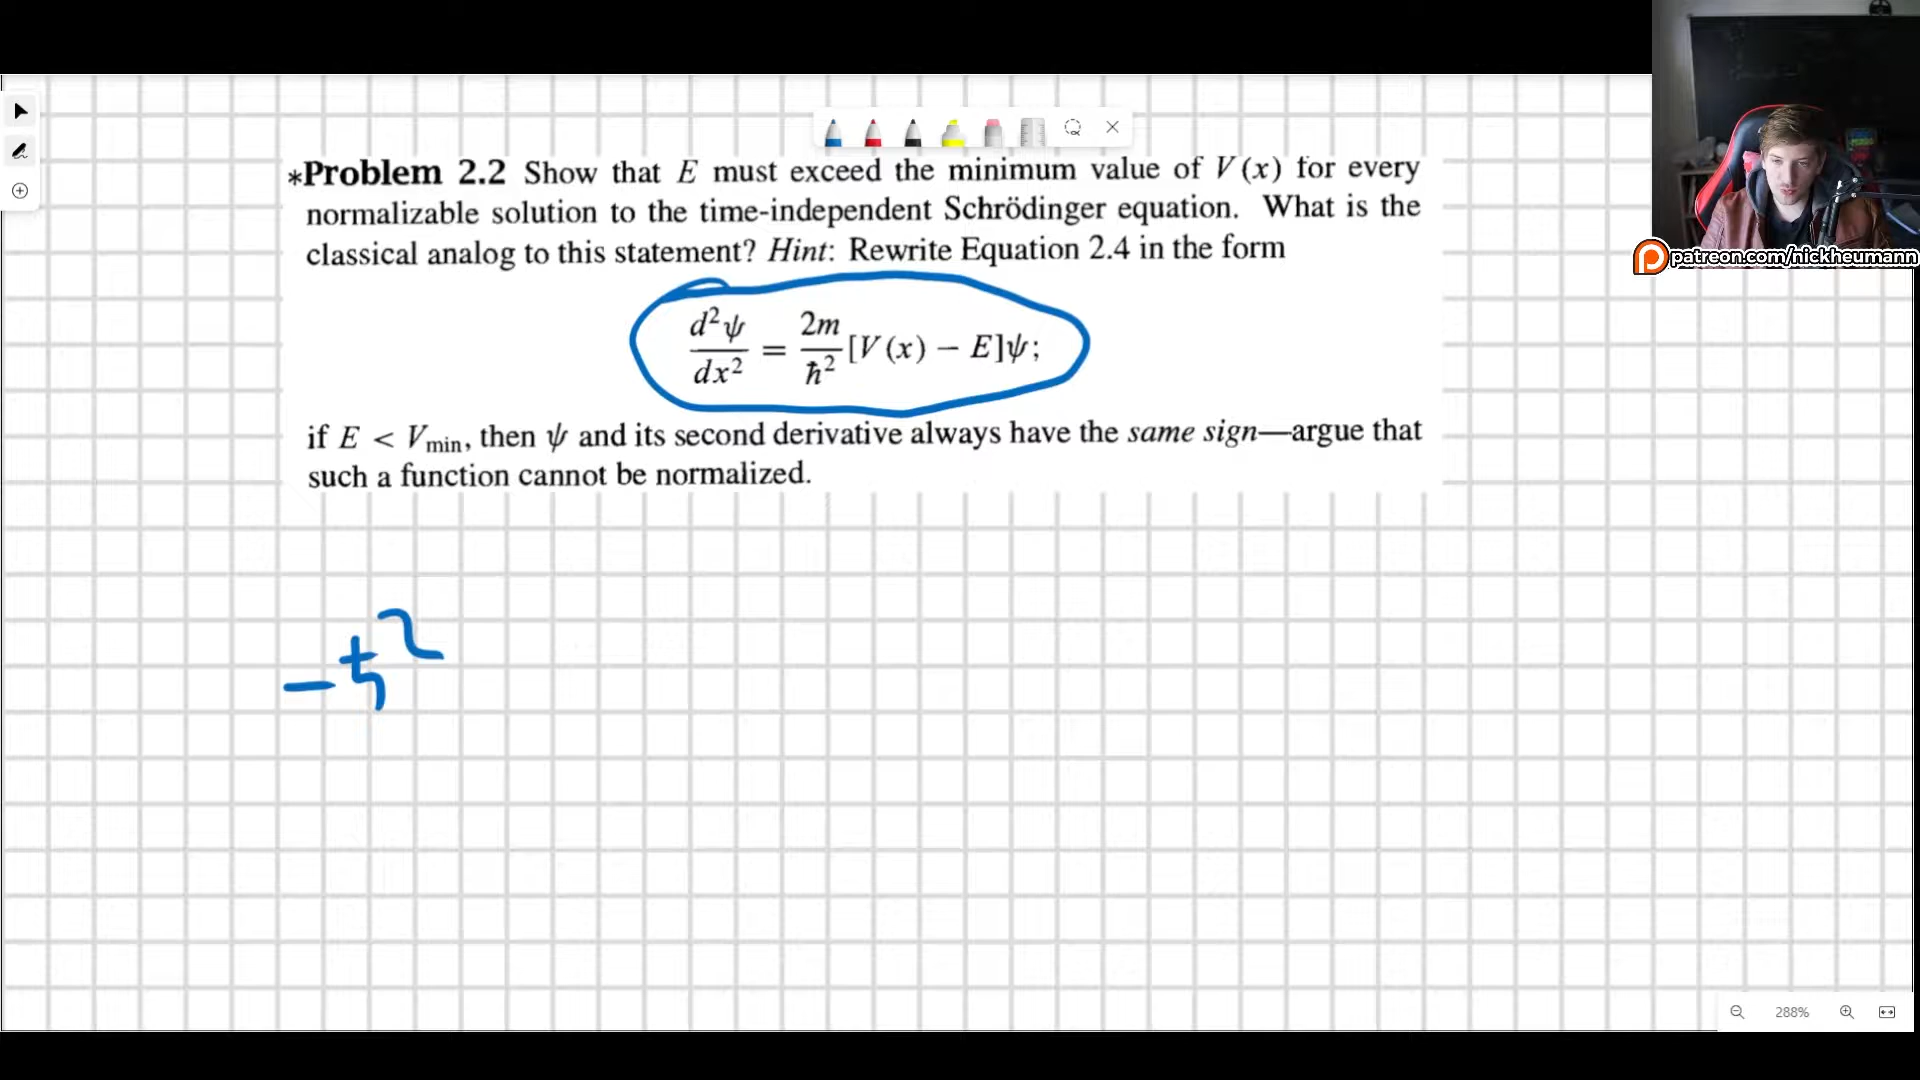 *Problem 2.2 Show that E must exceed the minimum value of V(x) for every
normalizable solution to the time-independent Schrödinger equation. What is the
classical analog to this statement? Hint: Rewrite Equation 2.4 in the form
d²ψ/dx² = 2m/ħ² [V(x) − E]ψ;
if E < Vmin, then ψ and its second derivative always have the same sign—argue that
such a function cannot be normalized.
−ħ²
patreon.com/nickheumann
288%